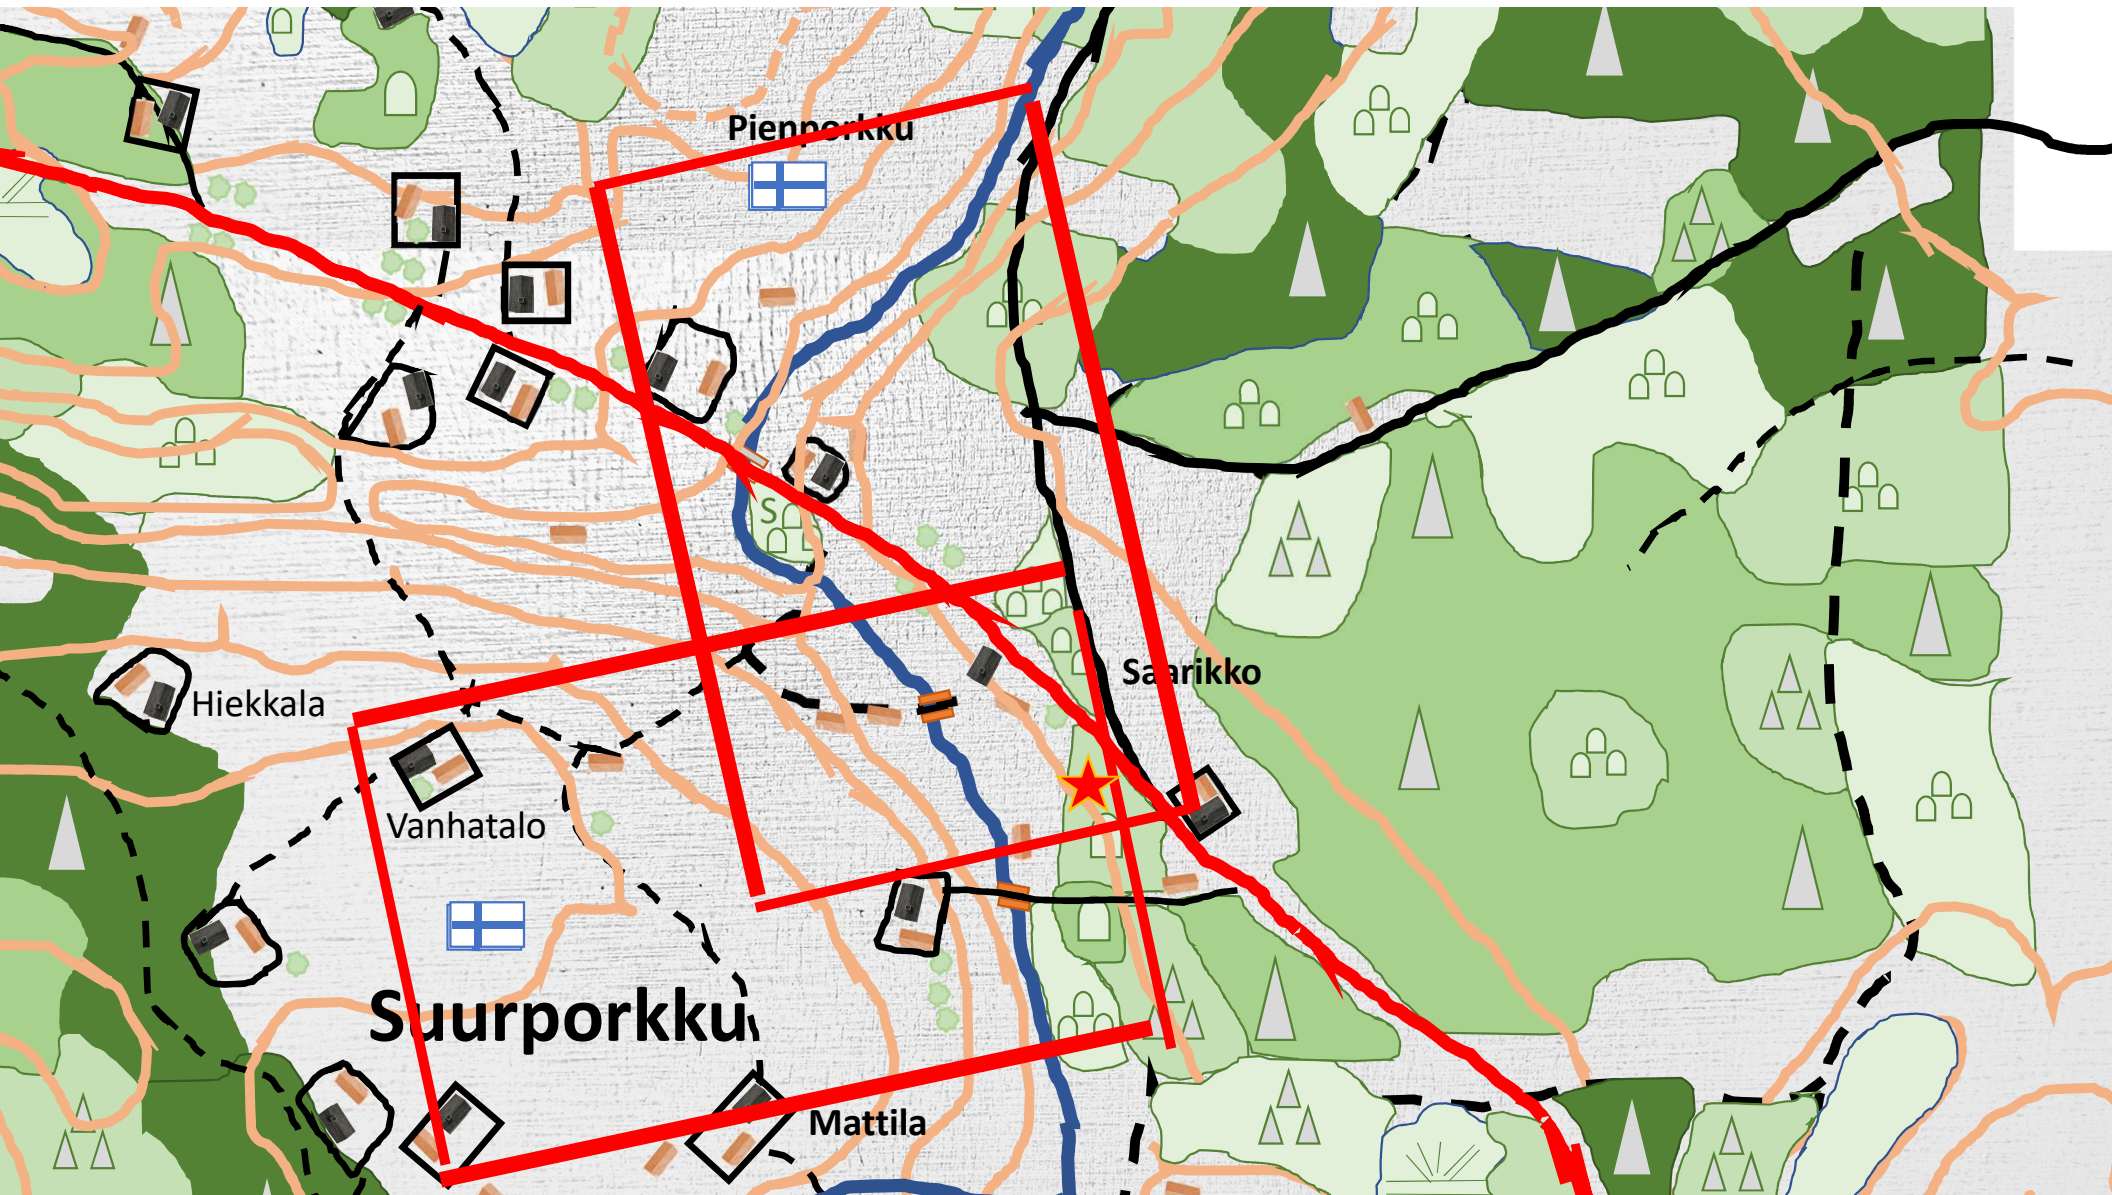 Pienporkku
S
Saarikko
Hiekkala
Vanhatalo
Suurporkku
Mattila